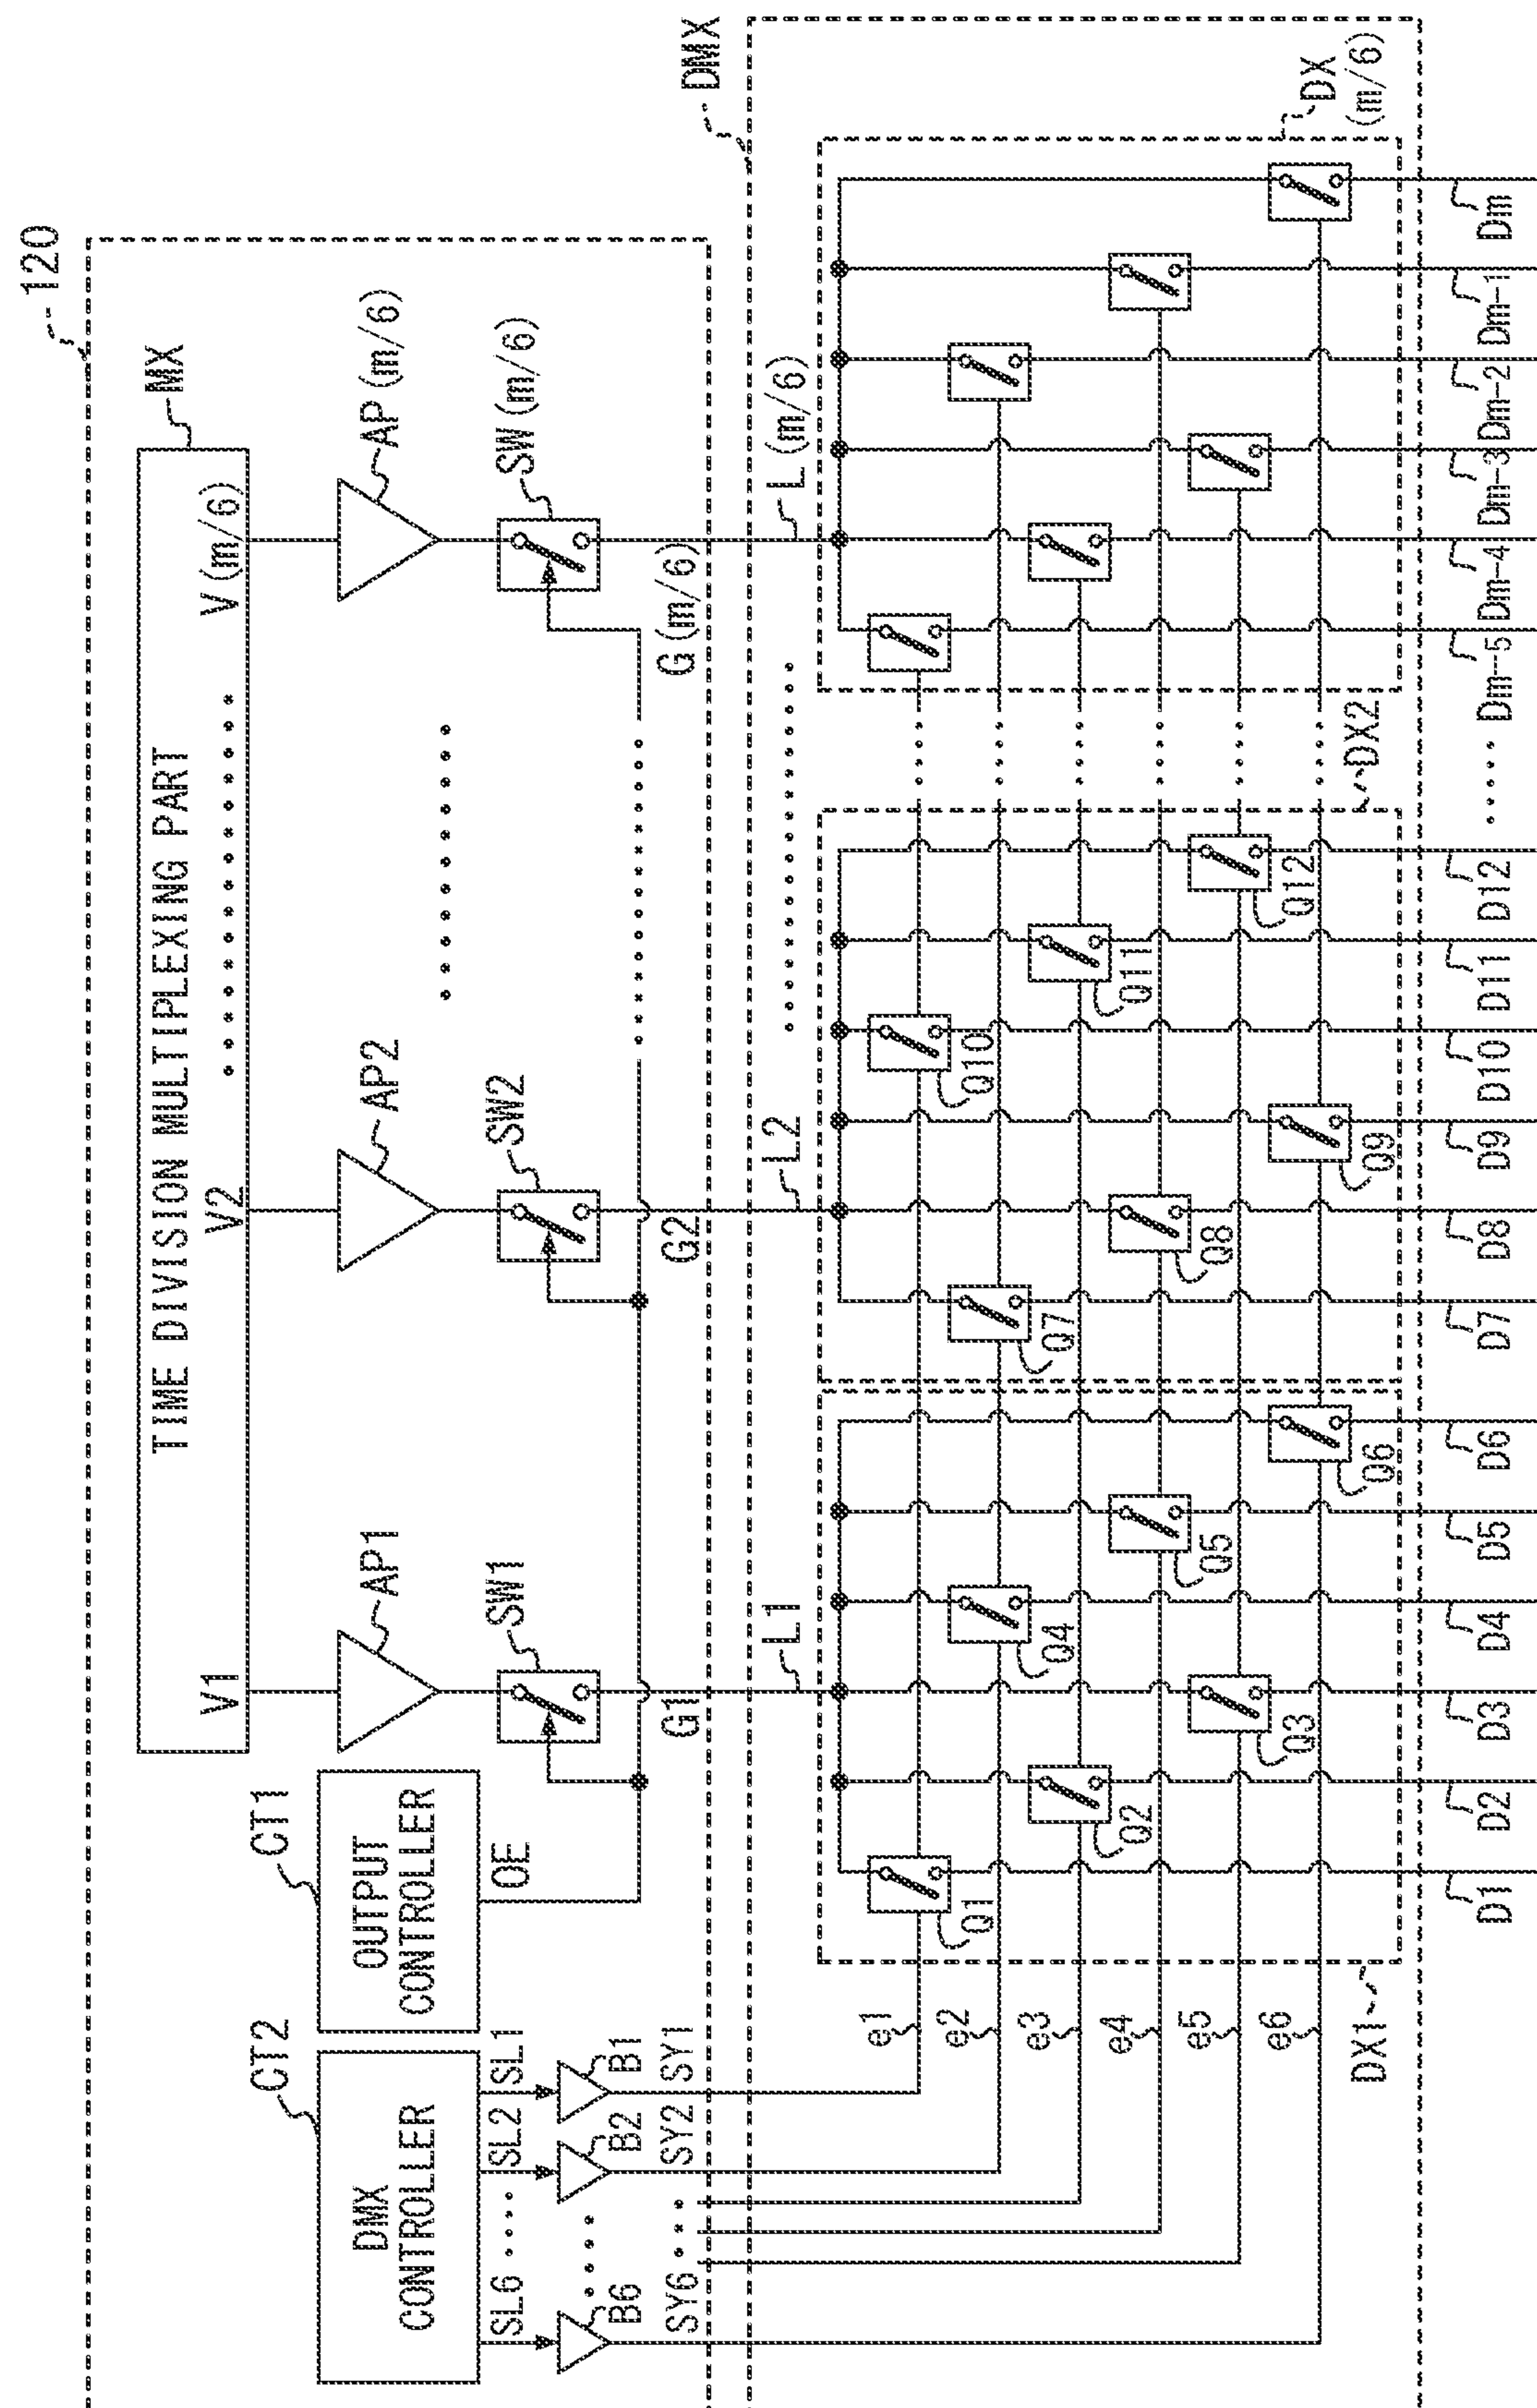 120
CT2
DMX
CONTROLLER
CT1
OUTPUT
CONTROLLER
MX
TIME DIVISION MULTIPLEXING PART
V1
V2
V(m/6)
AP1
AP2
AP(m/6)
SL6
SL2
SL1
OE
SW1
SW2
SW(m/6)
B6
B2
B1
SY6
SY2
SY1
G1
G2
G(m/6)
DMX
L1
L2
L(m/6)
e1
e2
e3
e4
e5
e6
Q1
Q2
Q3
Q4
Q5
Q6
Q7
Q8
Q9
Q10
Q11
Q12
DX1
DX2
DX
(m/6)
D1
D2
D3
D4
D5
D6
D7
D8
D9
D10
D11
D12
Dm-5
Dm-4
Dm-3
Dm-2
Dm-1
Dm